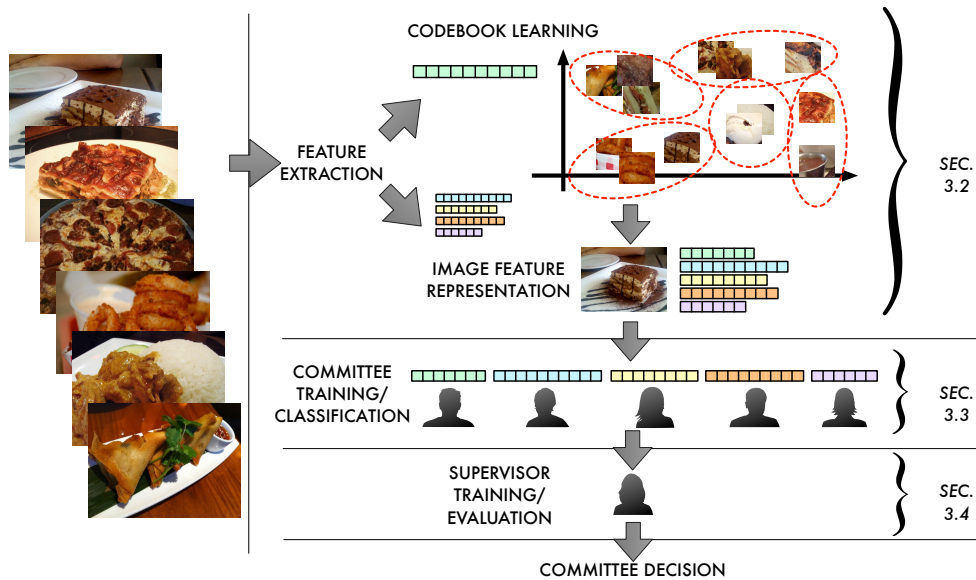 CODEBOOK LEARNING
FEATURE
EXTRACTION
SEC.
3.2
IMAGE FEATURE
REPRESENTATION
COMMITTEE
TRAINING/
CLASSIFICATION
SEC.
3.3
SUPERVISOR
TRAINING/
EVALUATION
SEC.
3.4
COMMITTEE DECISION